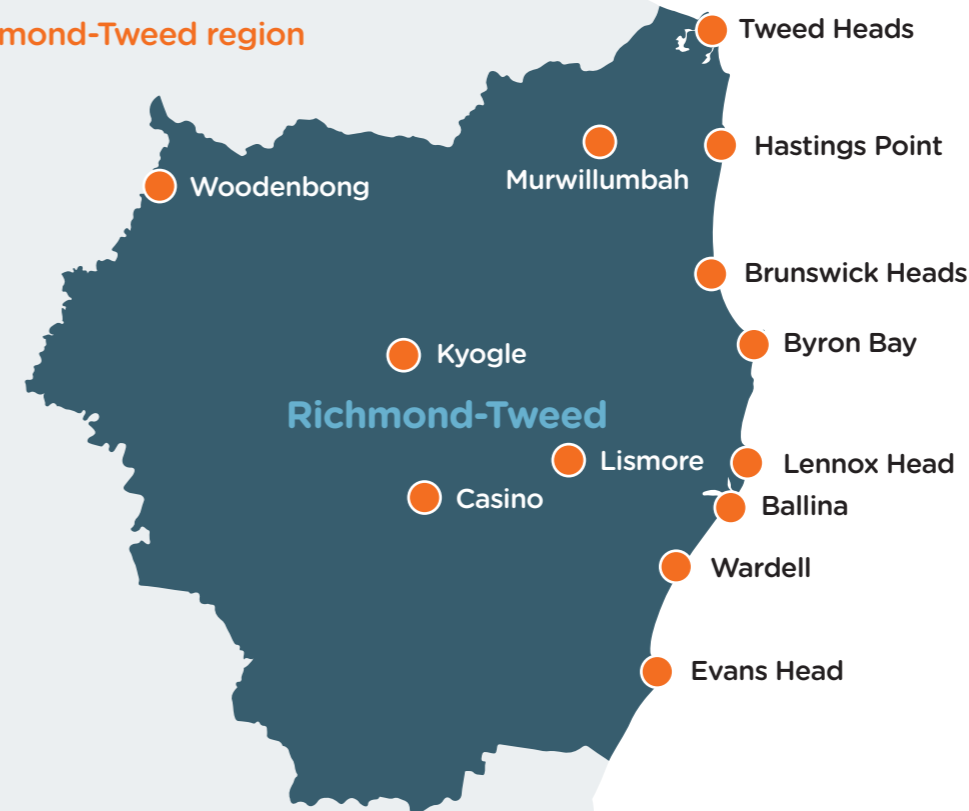 mond-Tweed region
Tweed Heads
Hastings Point
Murwillumbah
Woodenbong
Brunswick Heads
Byron Bay
Kyogle
Richmond-Tweed
Lismore
Lennox Head
Casino
Ballina
Wardell
Evans Head